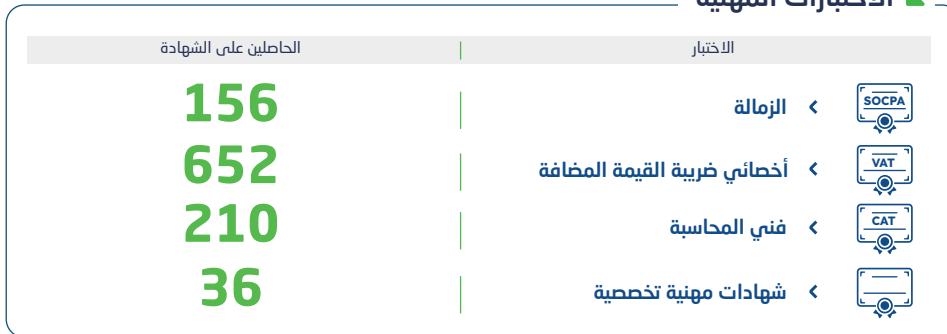 الاختبارات المهنية
الاختبار | الحاصلين على الشهادة
SOCPA الزمالة 156
VAT أخصائي ضريبة القيمة المضافة 652
CAT فني المحاسبة 210
شهادات مهنية تخصصية 36